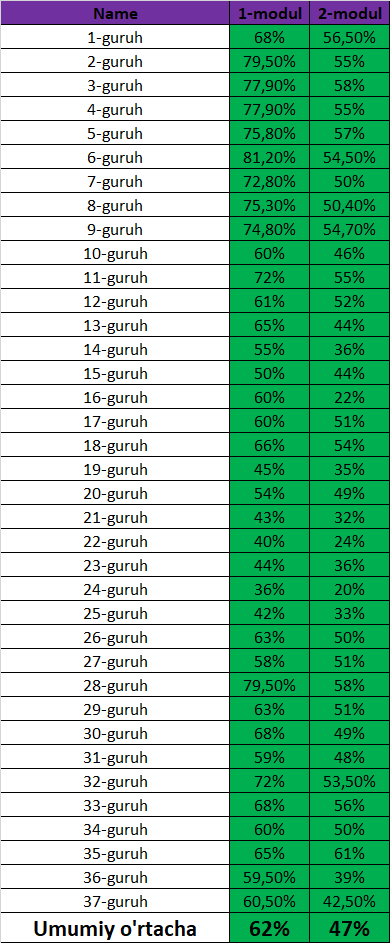 Name 1-modul 2-modul
1-guruh 68% 56,50%
2-guruh 79,50% 55%
3-guruh 77,90% 58%
4-guruh 77,90% 55%
5-guruh 75,80% 57%
6-guruh 81,20% 54,50%
7-guruh 72,80% 50%
8-guruh 75,30% 50,40%
9-guruh 74,80% 54,70%
10-guruh 60% 46%
11-guruh 72% 55%
12-guruh 61% 52%
13-guruh 65% 44%
14-guruh 55% 36%
15-guruh 50% 44%
16-guruh 60% 22%
17-guruh 60% 51%
18-guruh 66% 54%
19-guruh 45% 35%
20-guruh 54% 49%
21-guruh 43% 32%
22-guruh 40% 24%
23-guruh 44% 36%
24-guruh 36% 20%
25-guruh 42% 33%
26-guruh 63% 50%
27-guruh 58% 51%
28-guruh 79,50% 58%
29-guruh 63% 51%
30-guruh 68% 49%
31-guruh 59% 48%
32-guruh 72% 53,50%
33-guruh 68% 56%
34-guruh 60% 50%
35-guruh 65% 61%
36-guruh 59,50% 39%
37-guruh 60,50% 42,50%
Umumiy o'rtacha 62% 47%